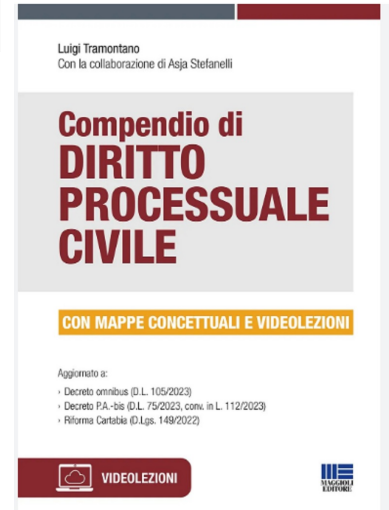 Luigi Tramontano
Con la collaborazione di Asja Stefanelli
Compendio di
DIRITTO
PROCESSUALE
CIVILE
CON MAPPE CONCETTUALI E VIDEOLEZIONI
Aggiornato a:
› Decreto omnibus (D.L. 105/2023)
› Decreto P.A.-bis (D.L. 75/2023, conv. in L. 112/2023)
› Riforma Cartabia (D.Lgs. 149/2022)
VIDEOLEZIONI
MAGGIOLI
EDITORE